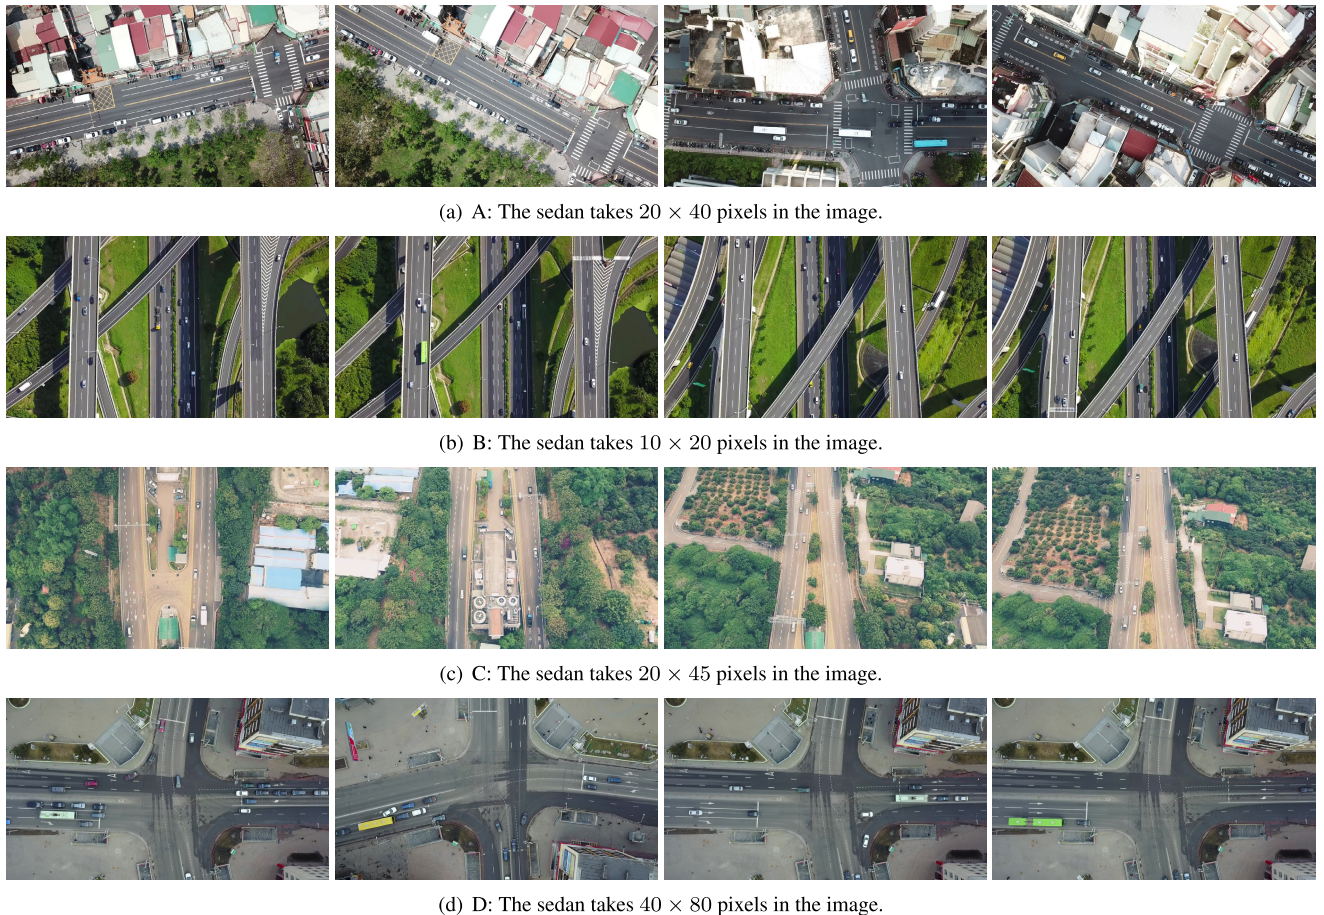 (a) A: The sedan takes 20 × 40 pixels in the image.
(b) B: The sedan takes 10 × 20 pixels in the image.
(c) C: The sedan takes 20 × 45 pixels in the image.
(d) D: The sedan takes 40 × 80 pixels in the image.